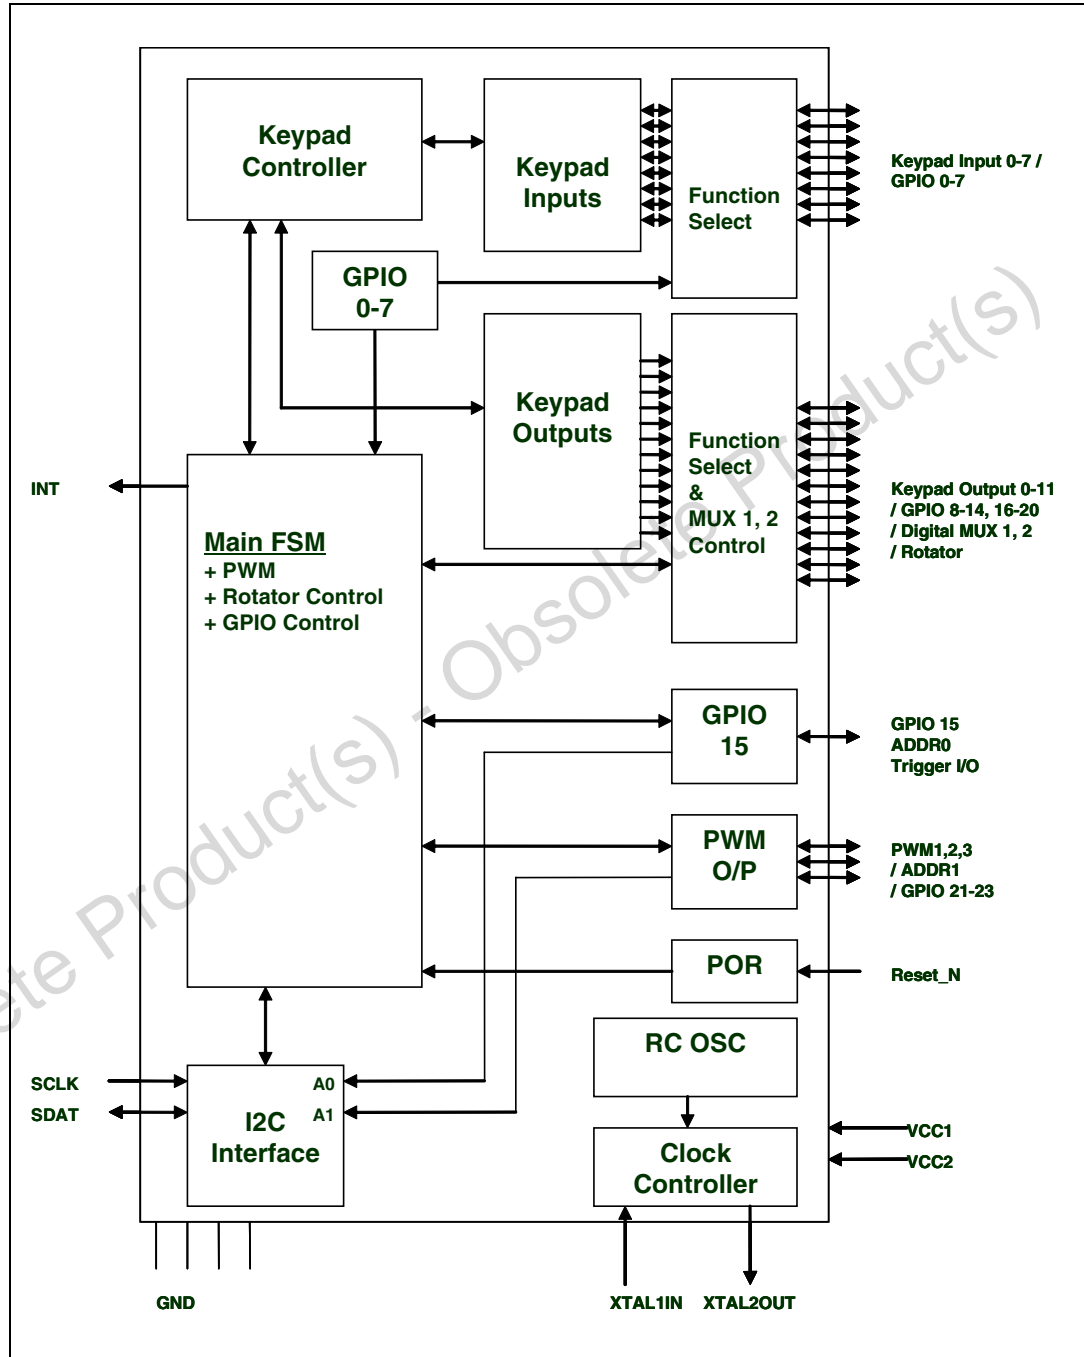 Keypad
Controller
Keypad
Inputs
Function
Select
Keypad Input 0-7 /
GPIO 0-7
GPIO
0-7
Keypad
Outputs
Function
Select
&
MUX 1, 2
Control
Keypad Output 0-11
/ GPIO 8-14, 16-20
/ Digital MUX 1, 2
/ Rotator
INT
Main FSM
+ PWM
+ Rotator Control
+ GPIO Control
GPIO
15
GPIO 15
ADDR0
Trigger I/O
PWM
O/P
PWM1,2,3
/ ADDR1
/ GPIO 21-23
POR
Reset_N
RC OSC
SCLK
SDAT
A0
A1
I2C
Interface
Clock
Controller
VCC1
VCC2
GND
XTAL1IN
XTAL2OUT
ete Product(s) - Obsolete Product(s)